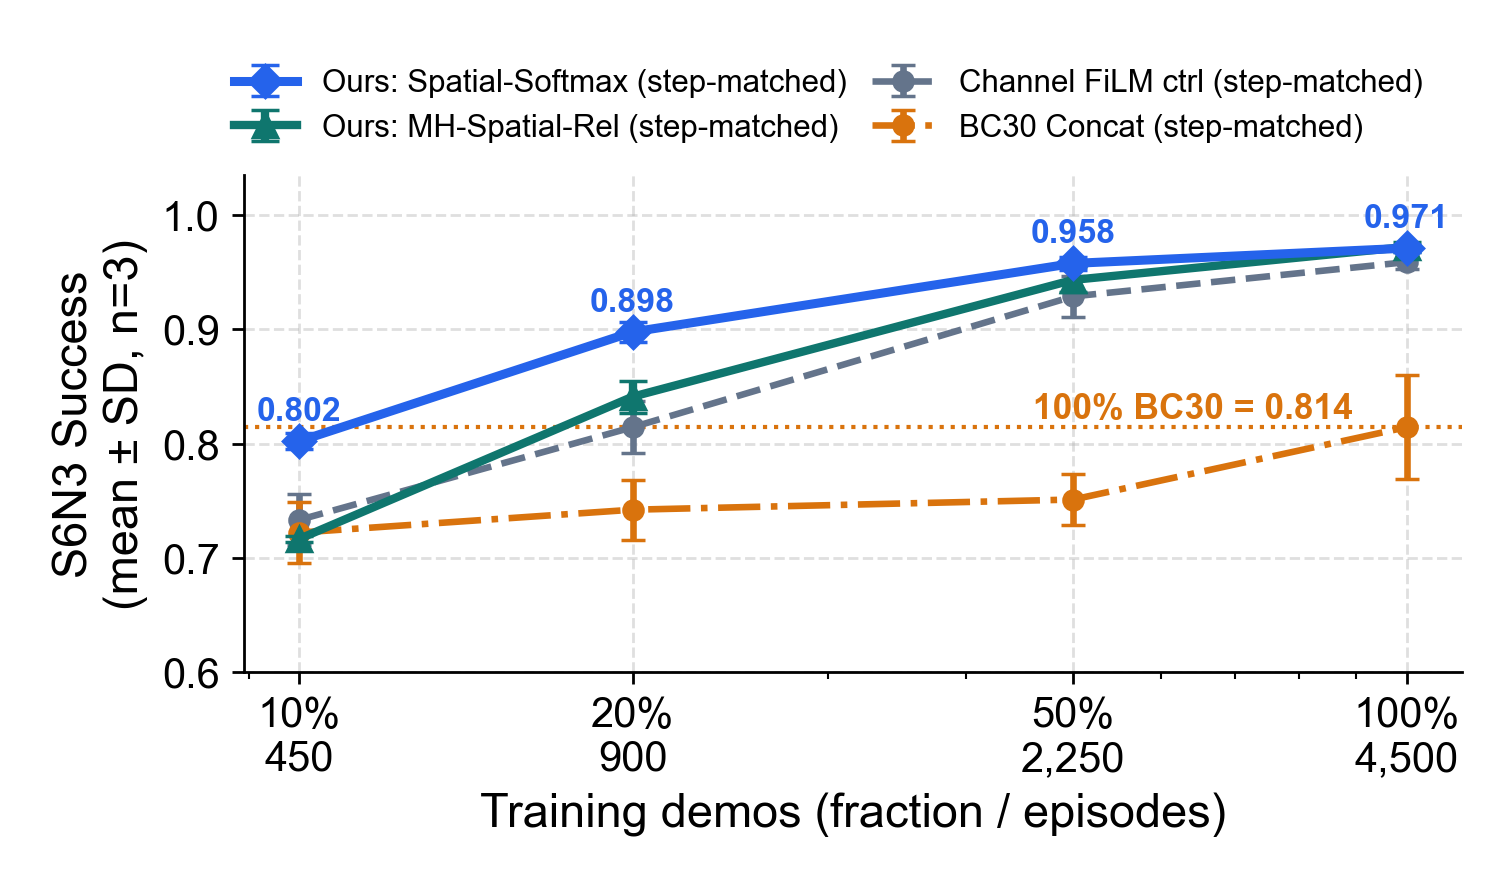 Ours: Spatial-Softmax (step-matched)
Ours: MH-Spatial-Rel (step-matched)
Channel FiLM ctrl (step-matched)
BC30 Concat (step-matched)
S6N3 Success
(mean ± SD, n=3)
1.0
0.9
0.8
0.7
0.6
0.802
0.898
0.958
0.971
100% BC30 = 0.814
10%
450
20%
900
50%
2,250
100%
4,500
Training demos (fraction / episodes)